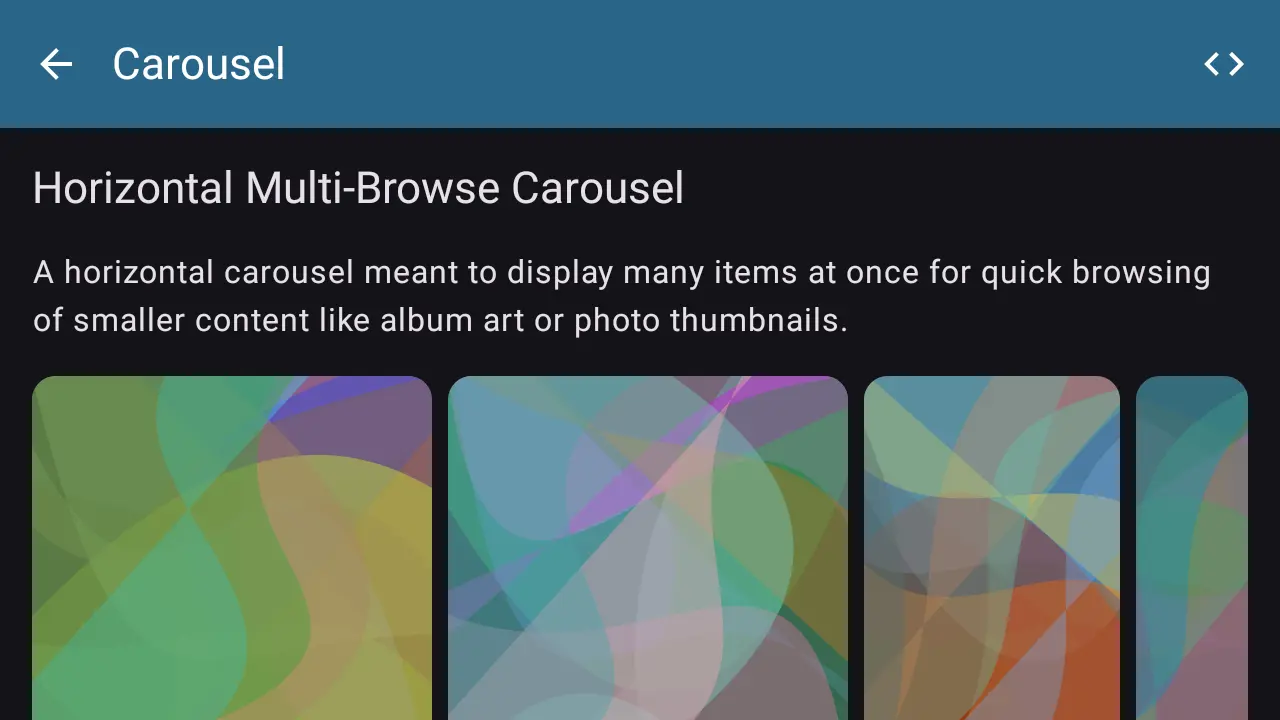 Carousel
Horizontal Multi-Browse Carousel
A horizontal carousel meant to display many items at once for quick browsing
of smaller content like album art or photo thumbnails.